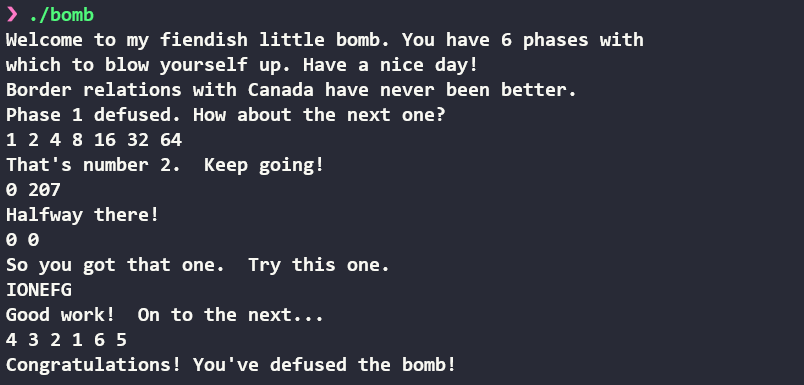 ❯ ./bomb
Welcome to my fiendish little bomb. You have 6 phases with
which to blow yourself up. Have a nice day!
Border relations with Canada have never been better.
Phase 1 defused. How about the next one?
1 2 4 8 16 32 64
That's number 2.  Keep going!
0 207
Halfway there!
0 0
So you got that one.  Try this one.
IONEFG
Good work!  On to the next...
4 3 2 1 6 5
Congratulations! You've defused the bomb!